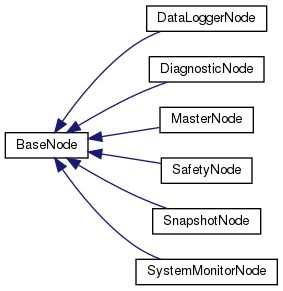 DataLoggerNode
DiagnosticNode
MasterNode
BaseNode
SafetyNode
SnapshotNode
SystemMonitorNode